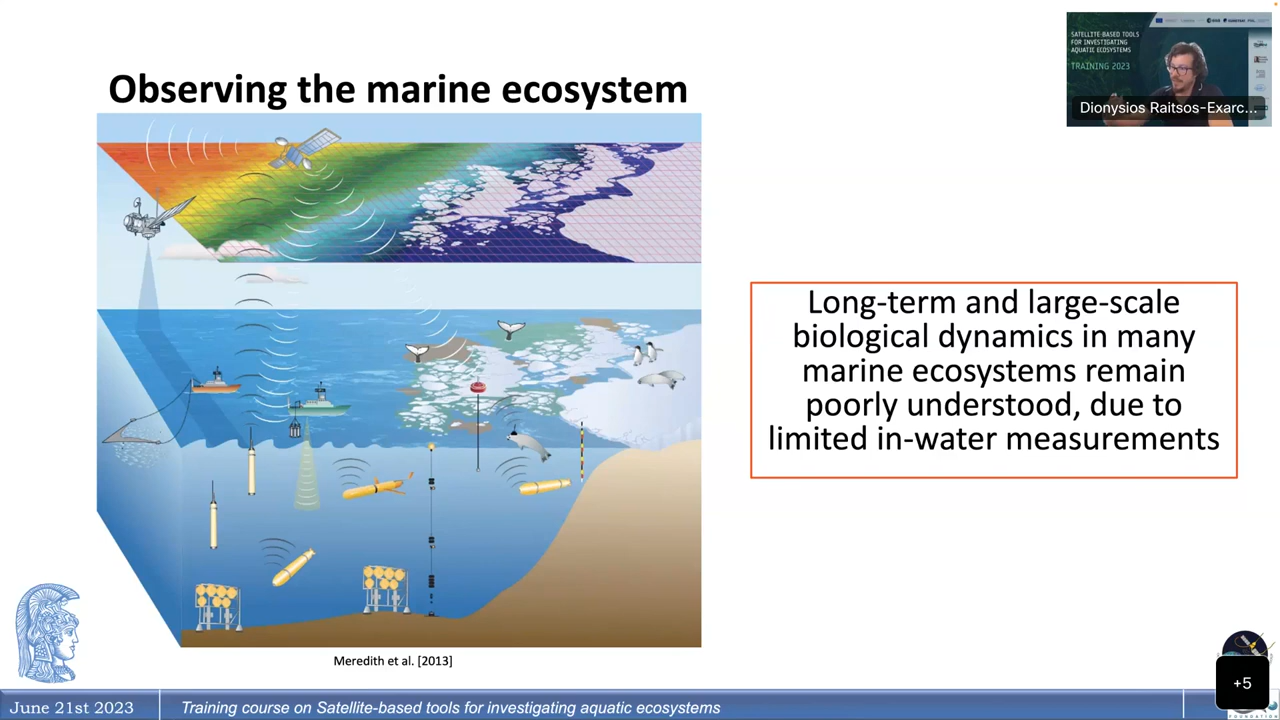 Observing the marine ecosystem
SATELLITE-BASED TOOLS
FOR INVESTIGATING
AQUATIC ECOSYSTEMS
TRAINING 2023
Dionysios Raitsos-Exarc...
Long-term and large-scale
biological dynamics in many
marine ecosystems remain
poorly understood, due to
limited in-water measurements
Meredith et al. [2013]
+5
June 21st 2023
Training course on Satellite-based tools for investigating aquatic ecosystems